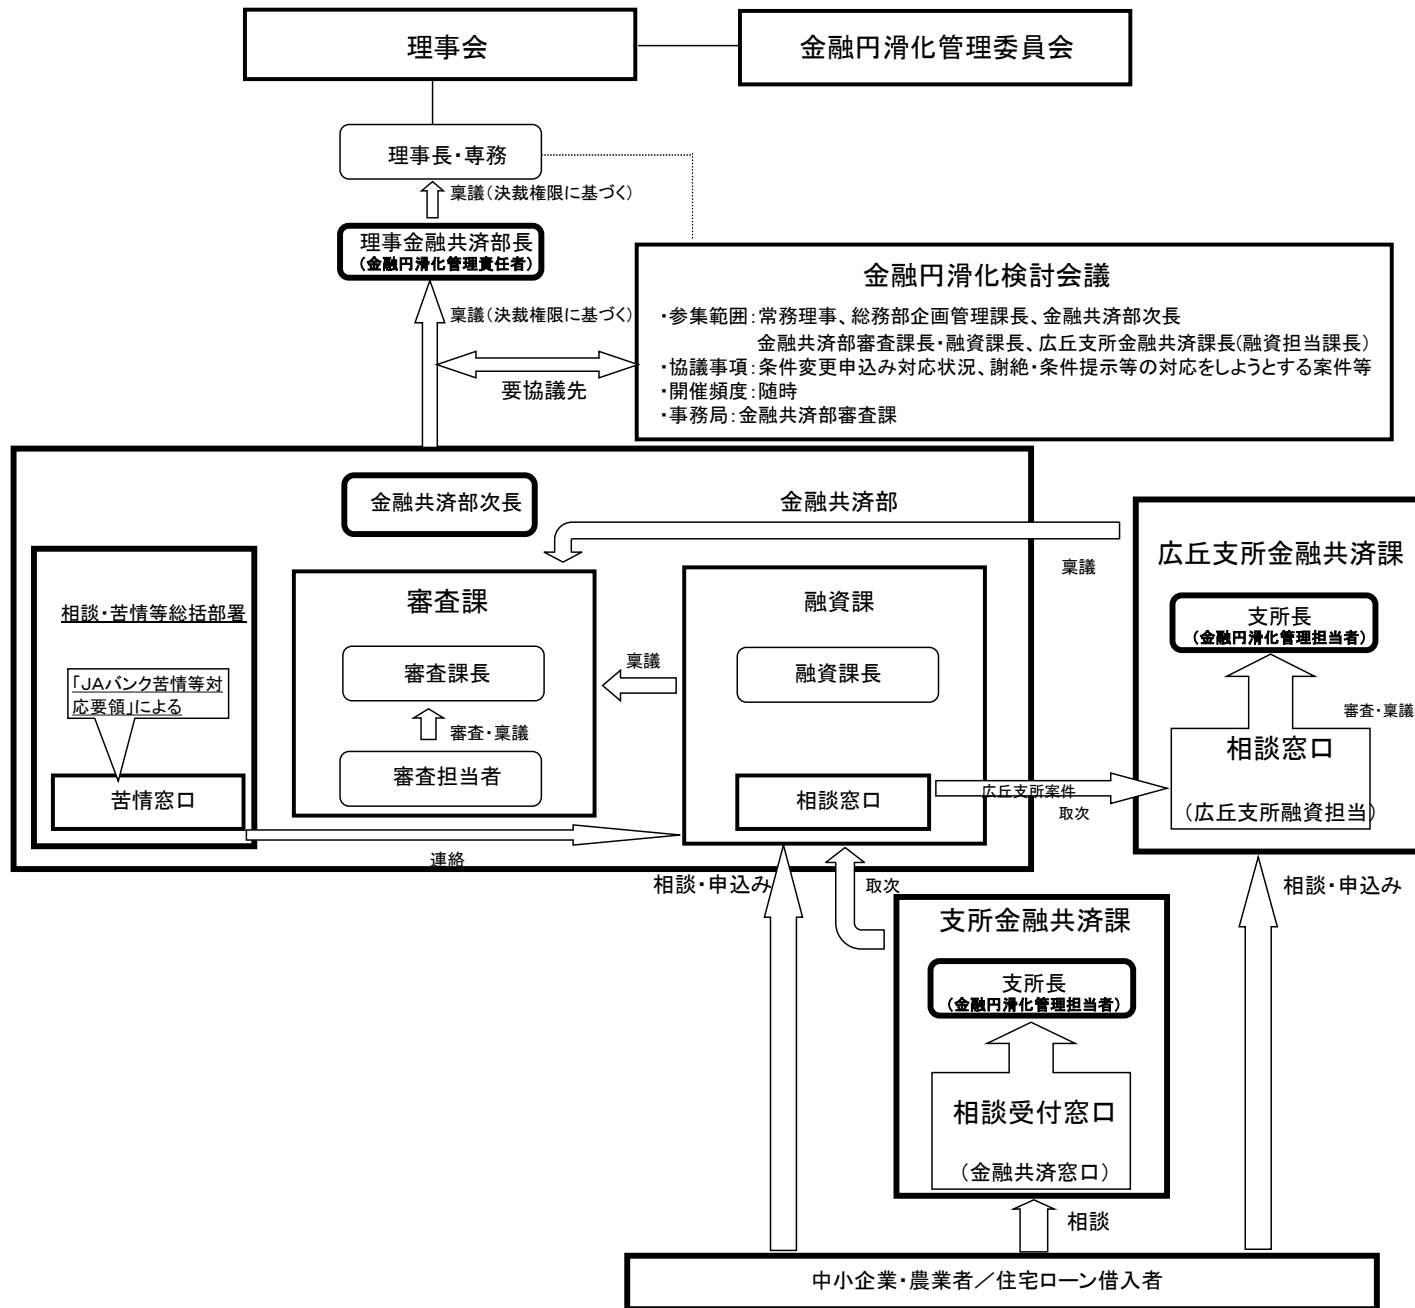 理事会
金融円滑化管理委員会
理事長・専務
稟議(決裁権限に基づく)
理事金融共済部長
(金融円滑化管理責任者)
稟議(決裁権限に基づく)
要協議先
金融円滑化検討会議
・参集範囲:常務理事、総務部企画管理課長、金融共済部次長
金融共済部審査課長・融資課長、広丘支所金融共済課長(融資担当課長)
・協議事項:条件変更申込み対応状況、謝絶・条件提示等の対応をしようとする案件等
・開催頻度:随時
・事務局:金融共済部審査課
金融共済部次長
金融共済部
稟議
相談・苦情等総括部署
「JAバンク苦情等対
応要領」による
苦情窓口
審査課
審査課長
審査・稟議
審査担当者
稟議
融資課
融資課長
相談窓口
連絡
広丘支所案件
取次
広丘支所金融共済課
支所長
(金融円滑化管理担当者)
審査・稟議
相談窓口
(広丘支所融資担当)
相談・申込み
取次
相談・申込み
支所金融共済課
支所長
(金融円滑化管理担当者)
相談受付窓口
(金融共済窓口)
相談
中小企業・農業者/住宅ローン借入者